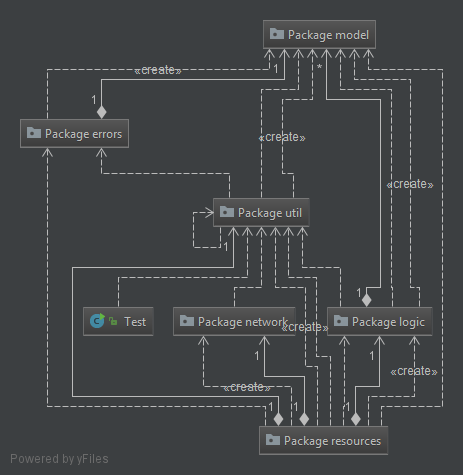 Package model
«create»
1
*
1
Package errors
«create»
«create»
Package util
1
1
Test
Package network
«create»
Package logic
1
1
«create»
«create»
1
1
1
Package resources
Powered by yFiles